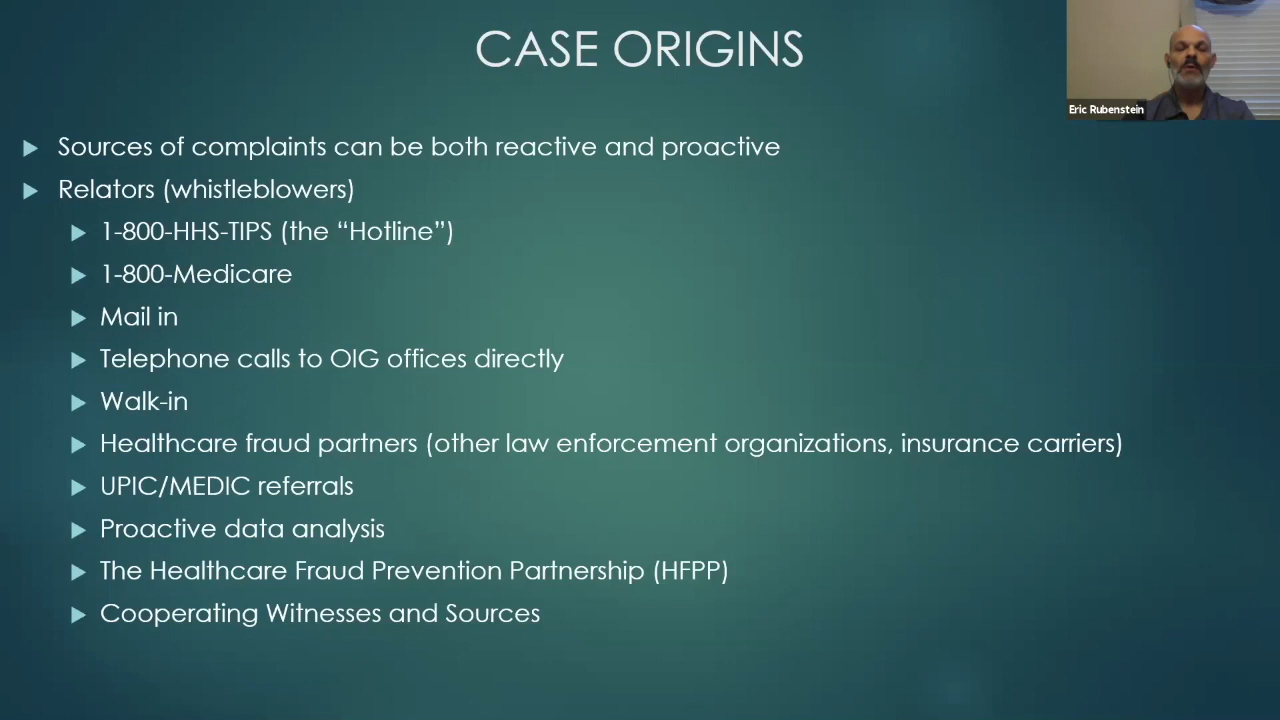 CASE ORIGINS
Eric Rubenstein
Sources of complaints can be both reactive and proactive
Relators (whistleblowers)
1-800-HHS-TIPS (the “Hotline”)
1-800-Medicare
Mail in
Telephone calls to OIG offices directly
Walk-in
Healthcare fraud partners (other law enforcement organizations, insurance carriers)
UPIC/MEDIC referrals
Proactive data analysis
The Healthcare Fraud Prevention Partnership (HFPP)
Cooperating Witnesses and Sources